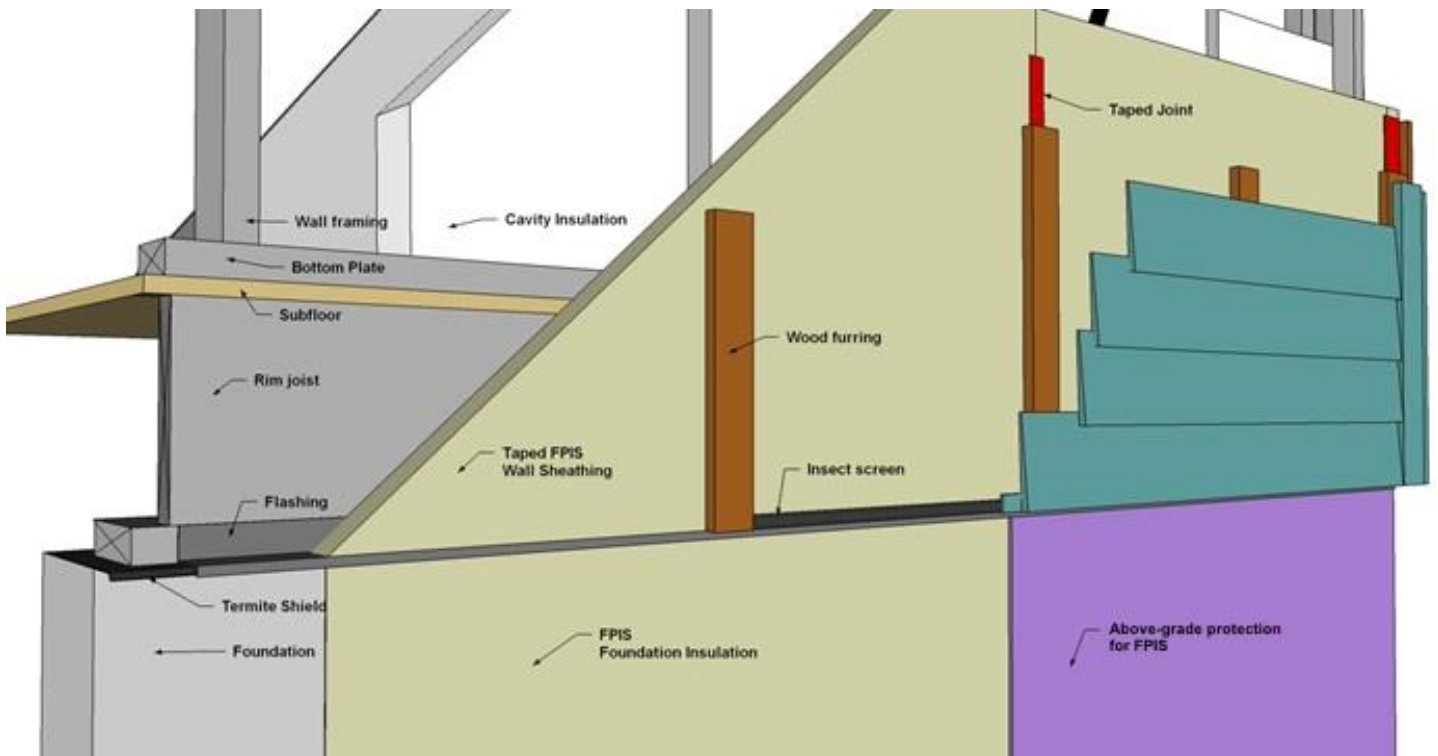 Taped Joint
Wall framing
Cavity Insulation
Bottom Plate
Subfloor
Wood furring
Rim joist
Taped FPIS
Wall Sheathing
Insect screen
Flashing
Termite Shield
Foundation
FPIS
Foundation Insulation
Above-grade protection
for FPIS